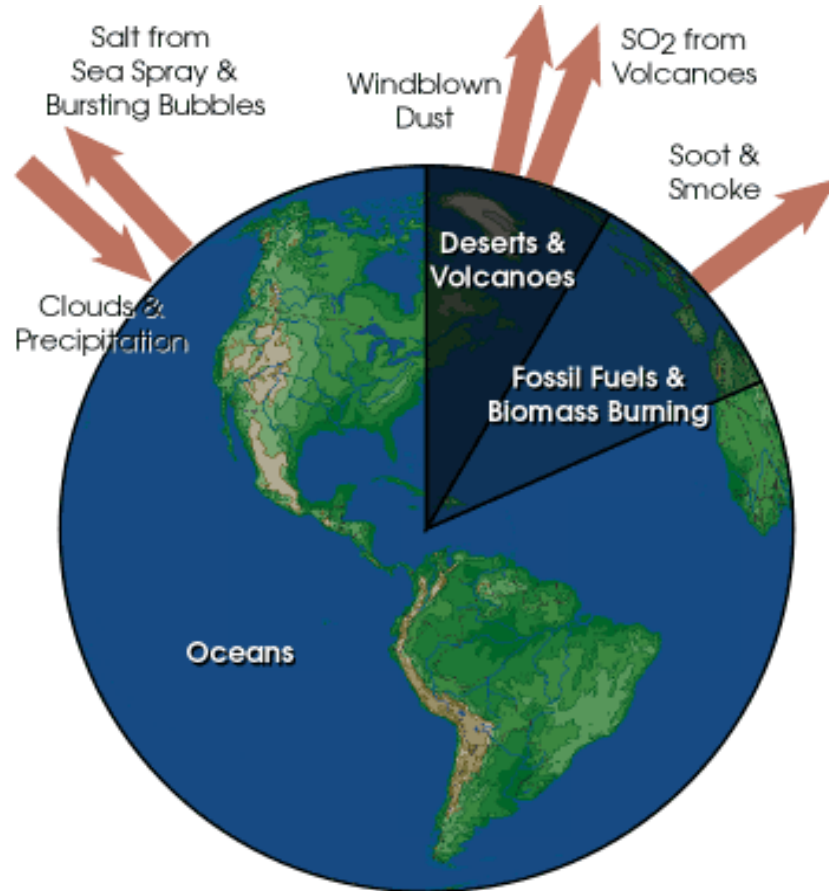 Salt from
Sea Spray &
Bursting Bubbles
Windblown
Dust
SO2 from
Volcanoes
Soot &
Smoke
Clouds &
Precipitation
Deserts &
Volcanoes
Fossil Fuels &
Biomass Burning
Oceans